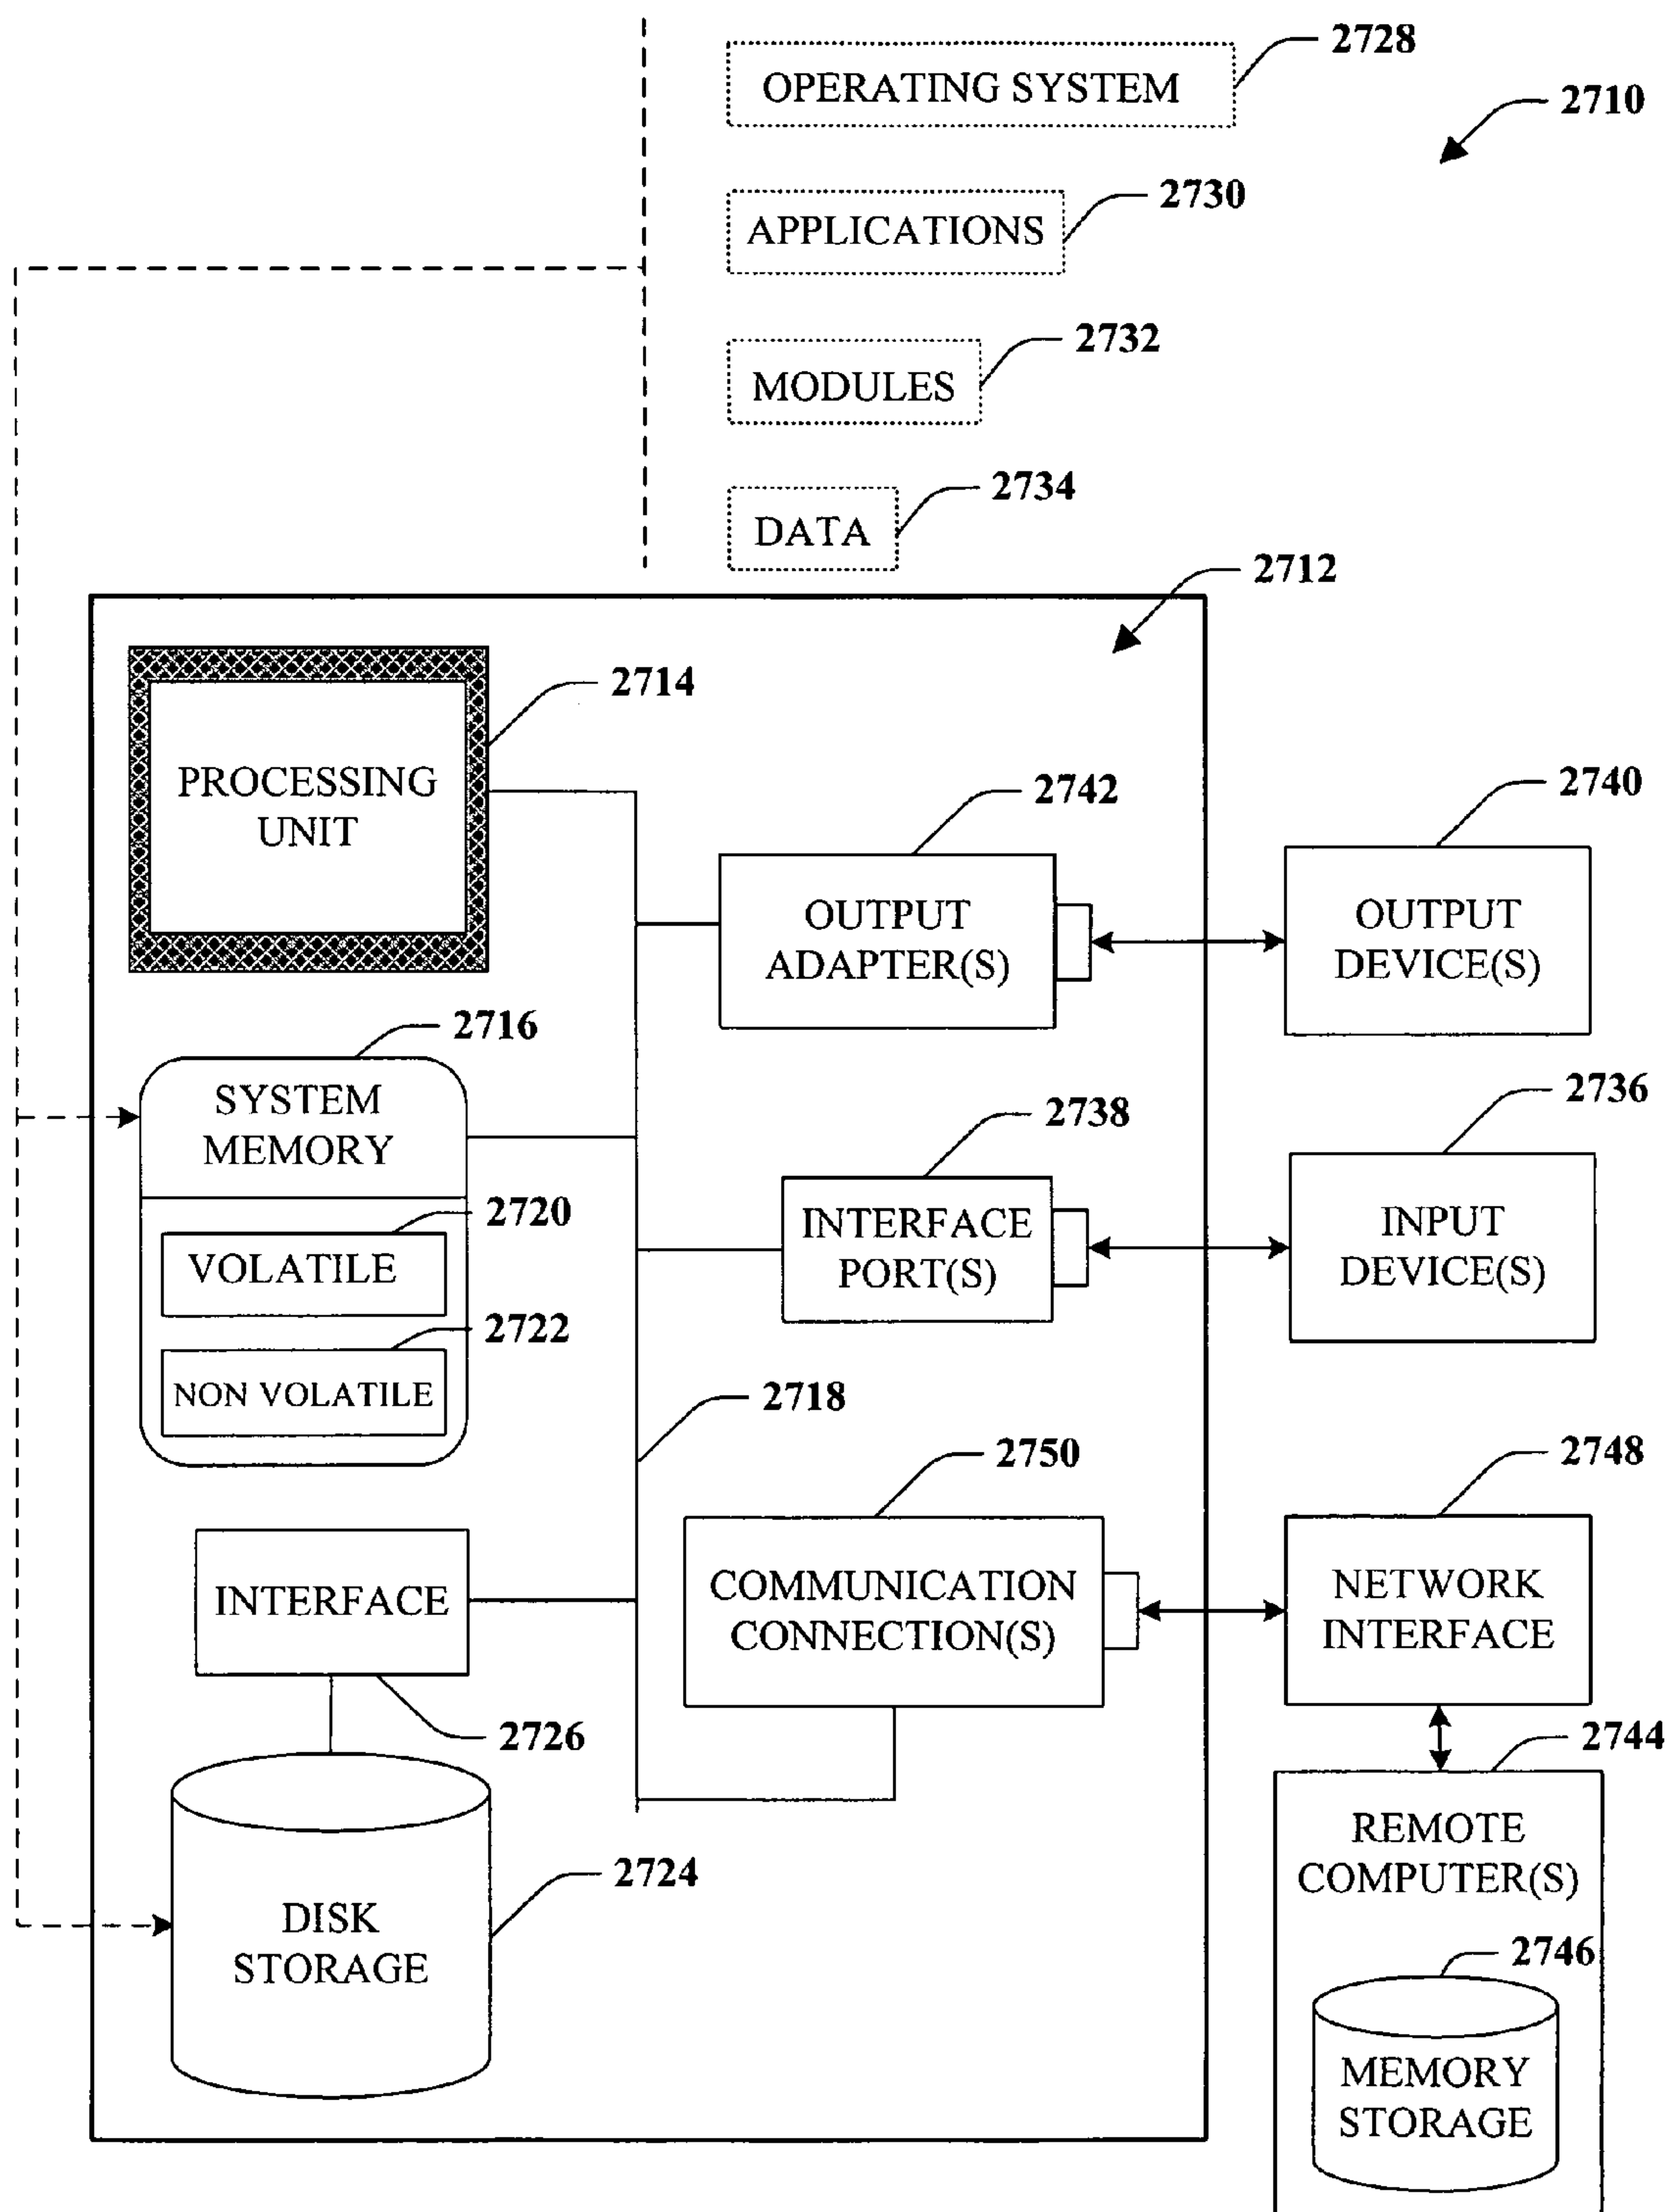 2728
OPERATING SYSTEM
2710
2730
APPLICATIONS
2732
MODULES
2734
DATA
2712
2714
PROCESSING
UNIT
2742
OUTPUT
ADAPTER(S)
2740
OUTPUT
DEVICE(S)
2716
SYSTEM
MEMORY
2720
VOLATILE
2722
NON VOLATILE
2738
INTERFACE
PORT(S)
2736
INPUT
DEVICE(S)
2718
2750
COMMUNICATION
CONNECTION(S)
2748
NETWORK
INTERFACE
INTERFACE
2726
2744
REMOTE
COMPUTER(S)
2724
DISK
STORAGE
2746
MEMORY
STORAGE